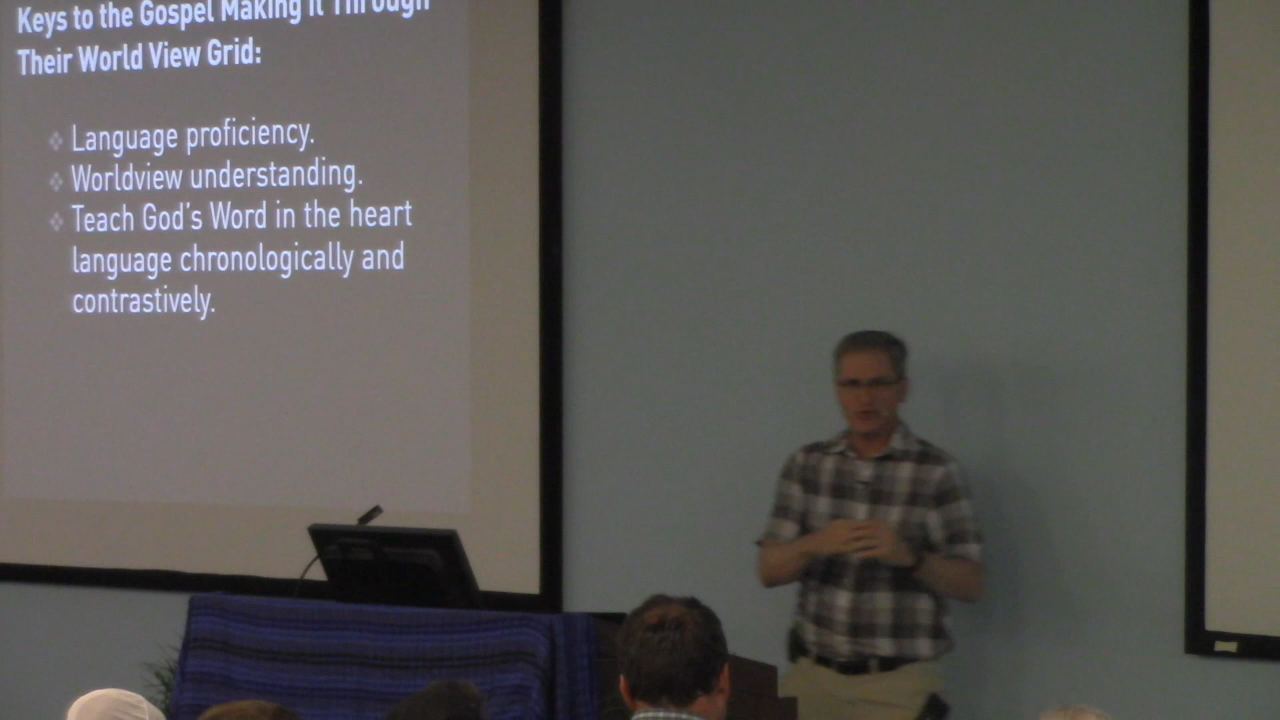 Keys to the Gospel Making It Through
Their World View Grid:
Language proficiency.
Worldview understanding.
Teach God's Word in the heart
language chronologically and
contrastively.